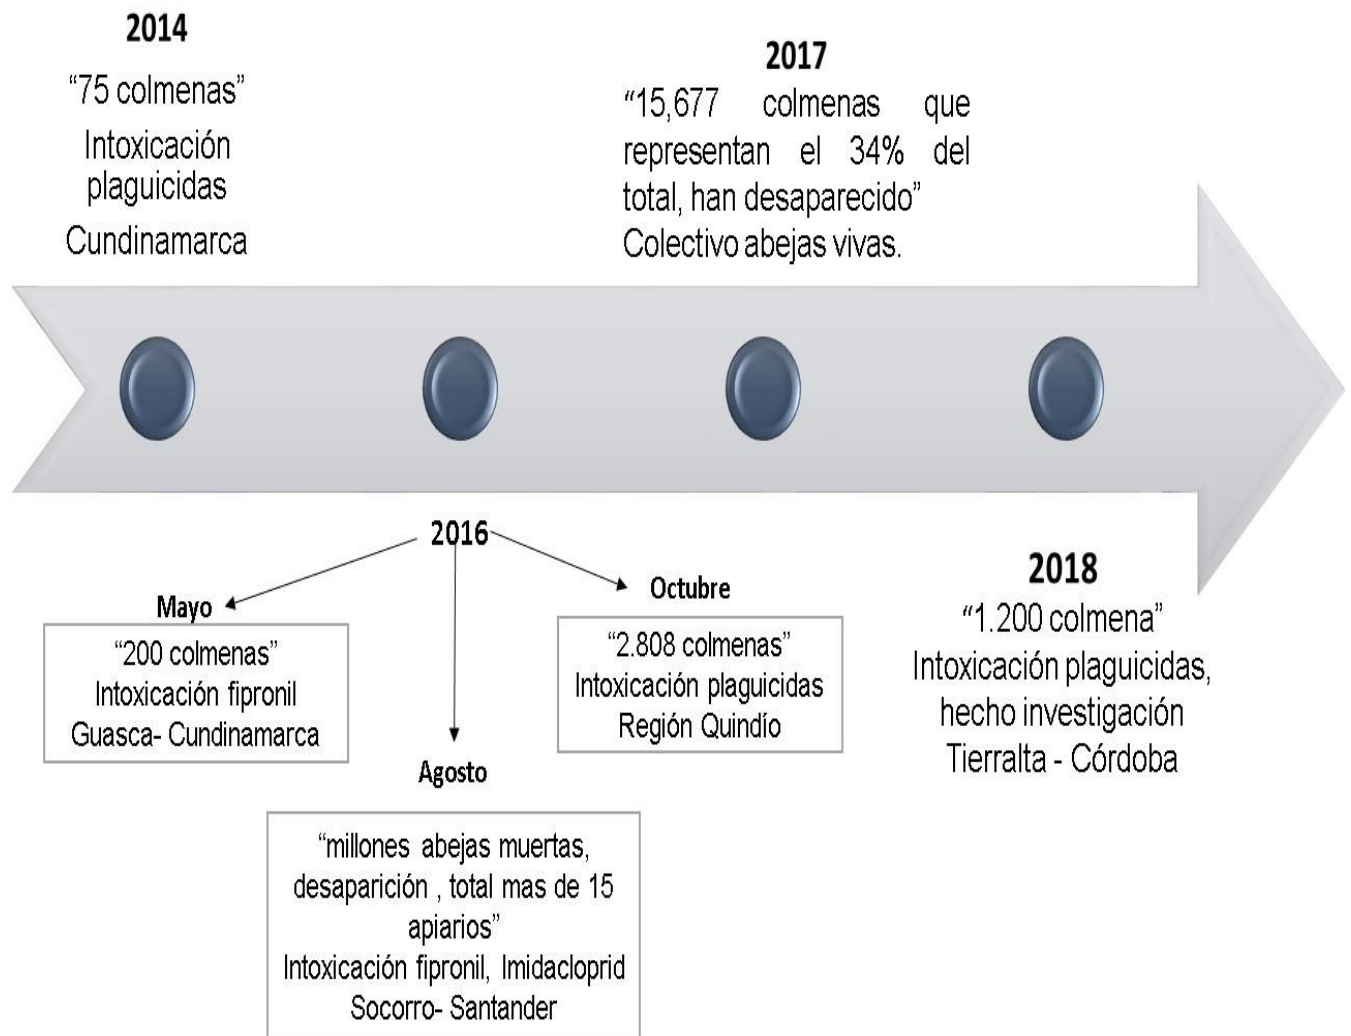 2014
“75 colmenas”
Intoxicación
plaguicidas
Cundinamarca
2017
“15,677 colmenas que
representan el 34% del
total, han desaparecido”
Colectivo abejas vivas.
2016
Mayo
“200 colmenas”
Intoxicación fipronil
Guasca- Cundinamarca
Agosto
“millones abejas muertas,
desaparición , total mas de 15
apiarios”
Intoxicación fipronil, Imidacloprid
Socorro- Santander
Octubre
“2.808 colmenas”
Intoxicación plaguicidas
Región Quindío
2018
“1.200 colmena”
Intoxicación plaguicidas,
hecho investigación
Tierralta - Córdoba